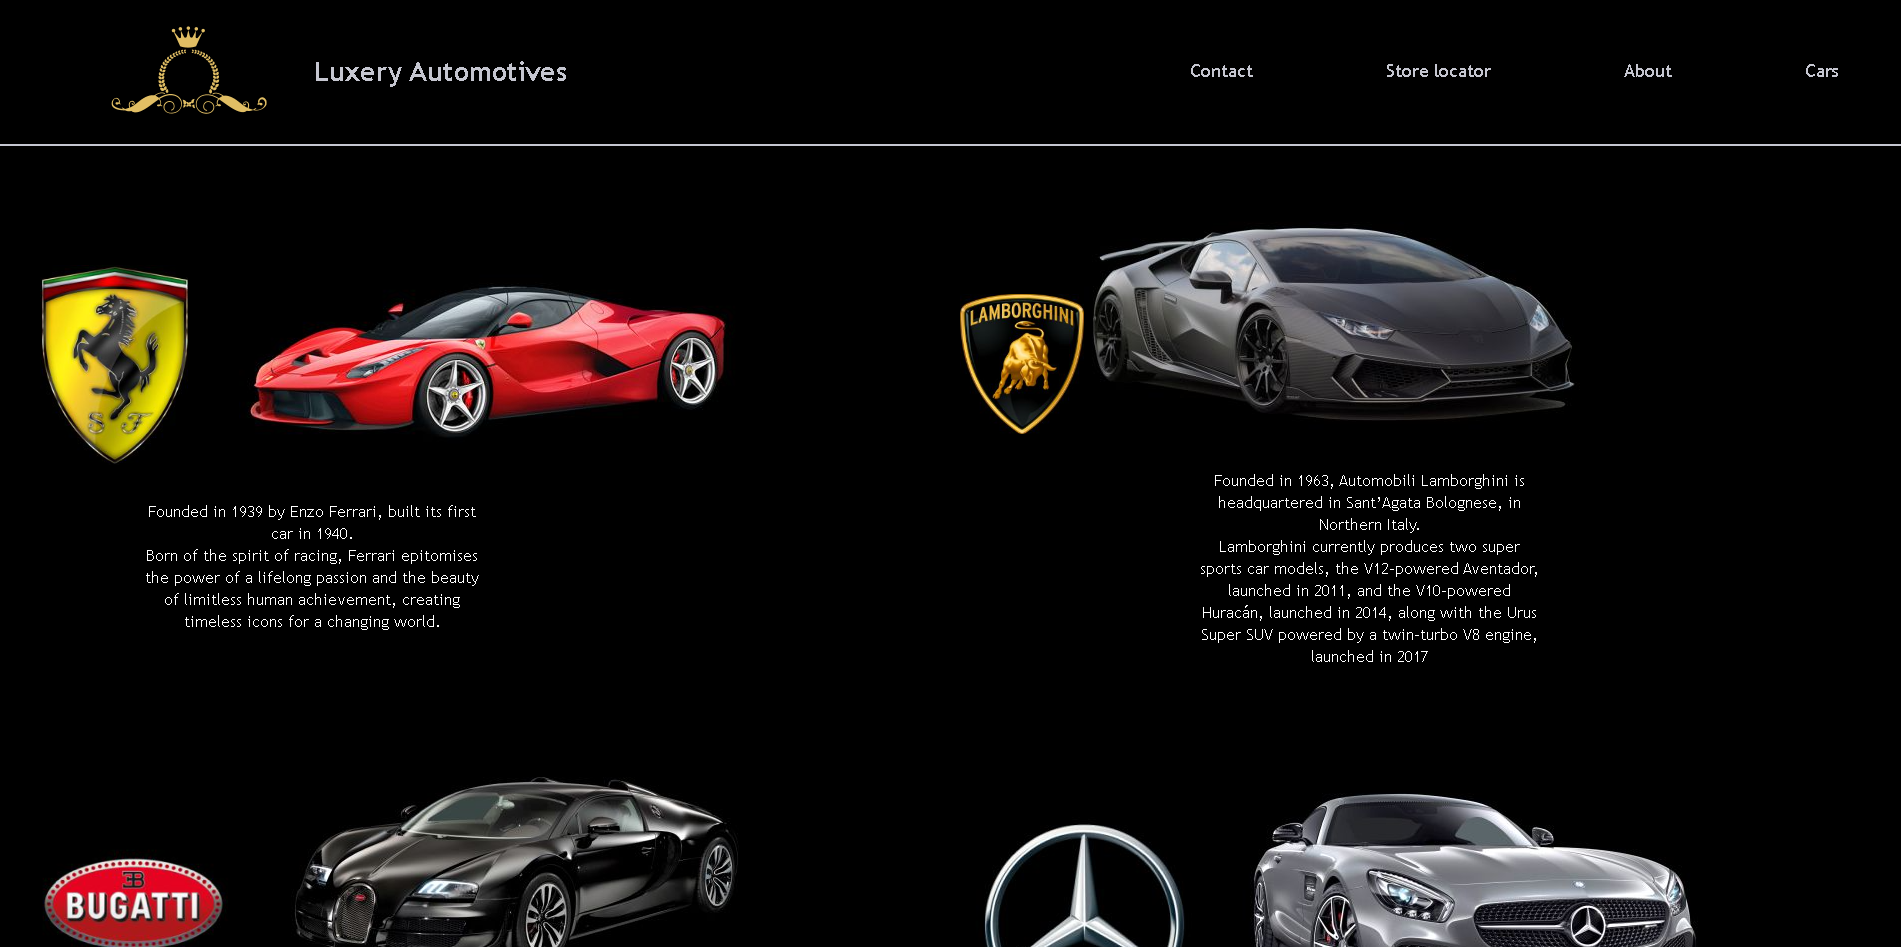 Luxery Automotives
Contact
Store locator
About
Cars
S F
LAMBORGHINI
Founded in 1939 by Enzo Ferrari, built its first
car in 1940.
Born of the spirit of racing, Ferrari epitomises
the power of a lifelong passion and the beauty
of limitless human achievement, creating
timeless icons for a changing world.
Founded in 1963, Automobili Lamborghini is
headquartered in Sant’Agata Bolognese, in
Northern Italy.
Lamborghini currently produces two super
sports car models, the V12-powered Aventador,
launched in 2011, and the V10-powered
Huracán, launched in 2014, along with the Urus
Super SUV powered by a twin-turbo V8 engine,
launched in 2017
EB
BUGATTI